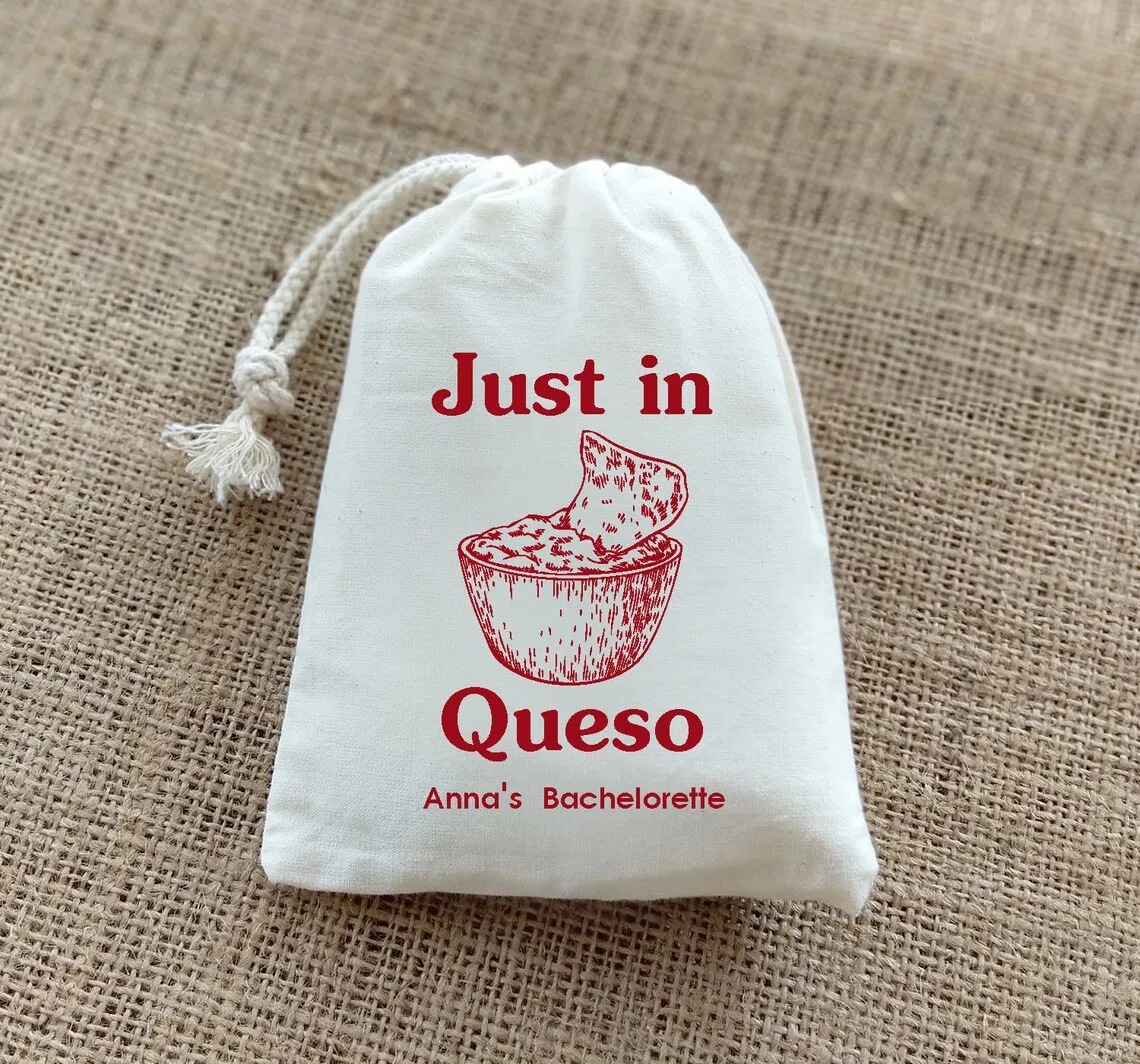 Just in
Queso
Anna's Bachelorette